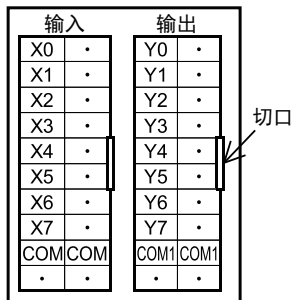 输入 输出
X0 · Y0 ·
X1 · Y1 ·
X2 · Y2 ·
X3 · Y3 ·
X4 · Y4 ·
X5 · Y5 ·
X6 · Y6 ·
X7 · Y7 ·
COM COM COM1 COM1
· · · ·
切口